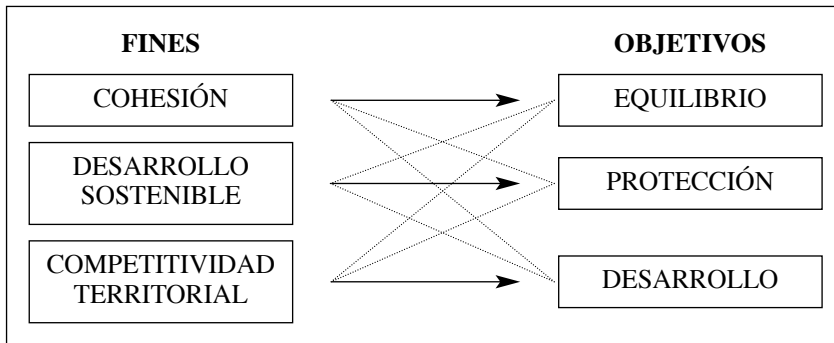 FINES
OBJETIVOS
COHESIÓN
EQUILIBRIO
DESARROLLO
SOSTENIBLE
PROTECCIÓN
COMPETITIVIDAD
TERRITORIAL
DESARROLLO